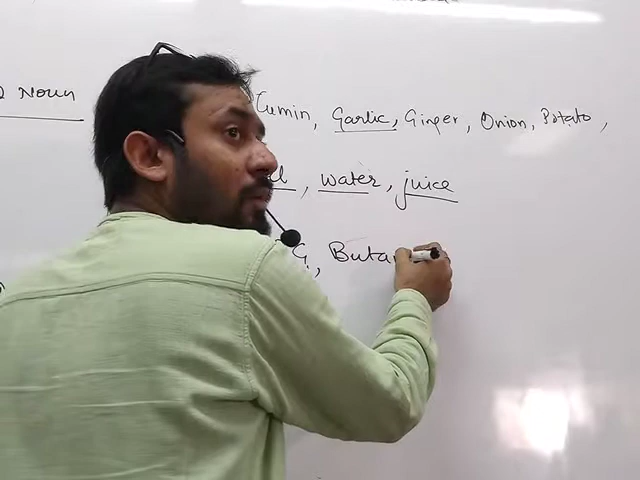 Noun
Cumin, Garlic, Ginger, Onion, Potato,
, water, juice
G, Buta